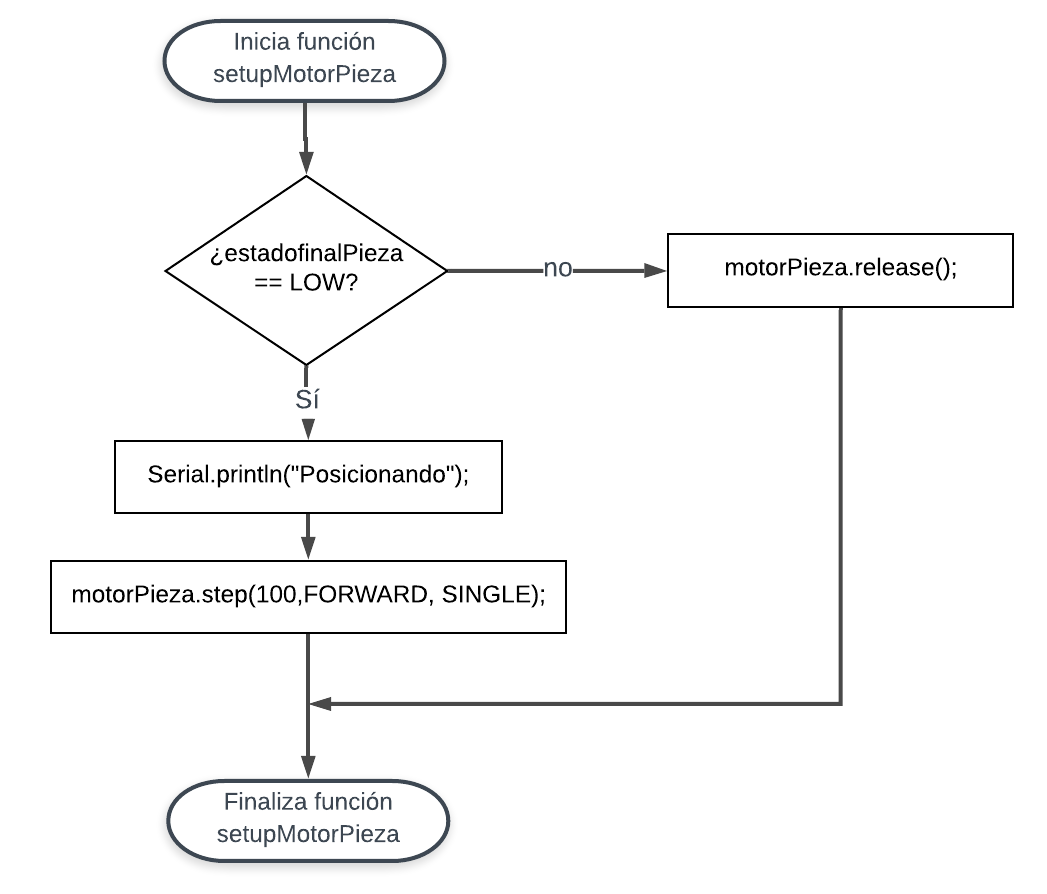 Inicia función
setupMotorPieza
¿estadofinalPieza
== LOW?
no
motorPieza.release();
Sí
Serial.println("Posicionando");
motorPieza.step(100,FORWARD, SINGLE);
Finaliza función
setupMotorPieza